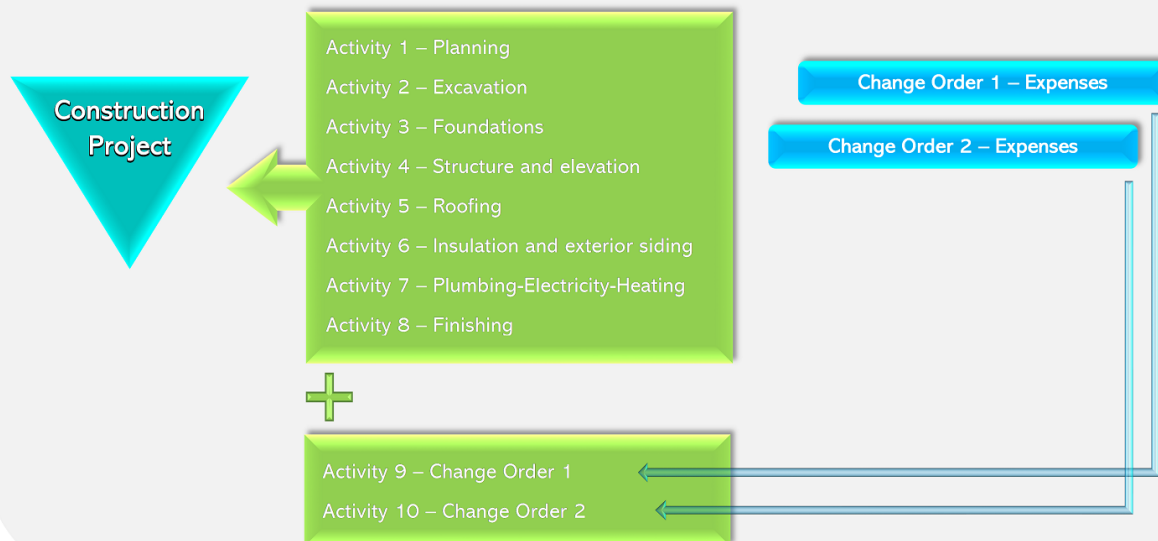 Construction
Project
Activity 1 – Planning
Activity 2 – Excavation
Activity 3 – Foundations
Activity 4 – Structure and elevation
Activity 5 – Roofing
Activity 6 – Insulation and exterior siding
Activity 7 – Plumbing-Electricity-Heating
Activity 8 – Finishing
Change Order 1 – Expenses
Change Order 2 – Expenses
Activity 9 – Change Order 1
Activity 10 – Change Order 2